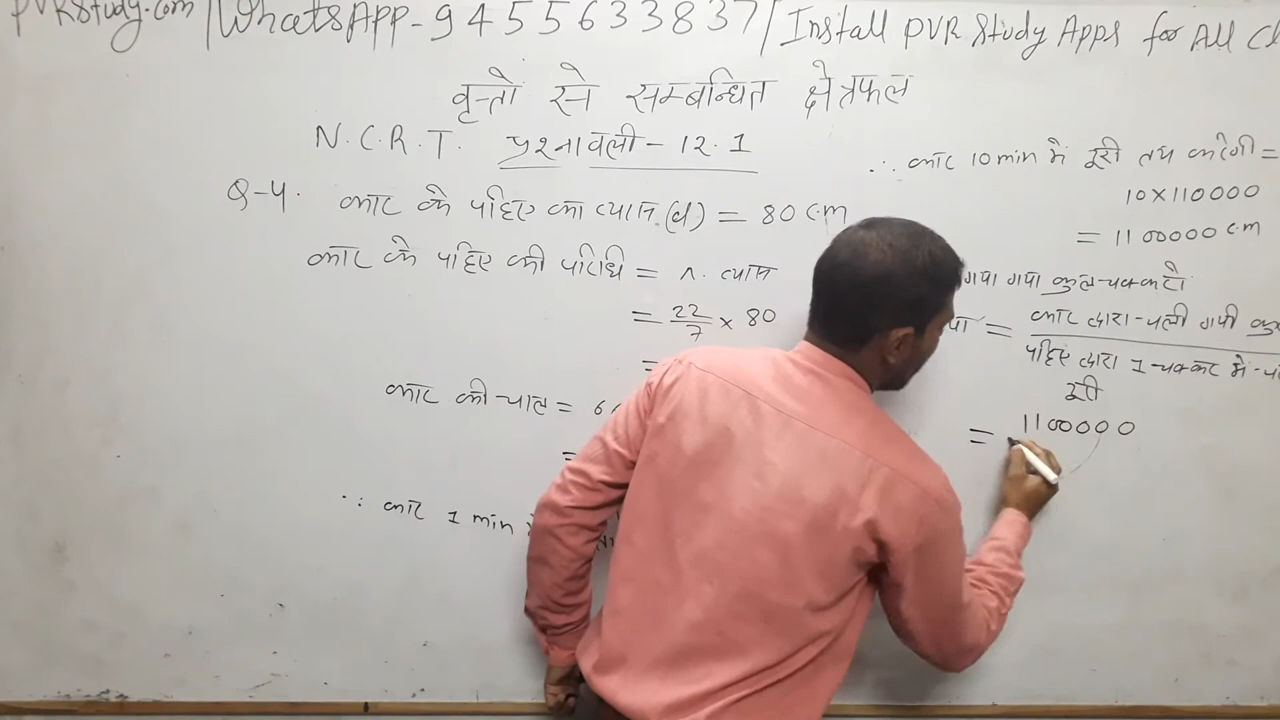 PVRStudy.com | WhatsApp-9455633837 | Install PVR Study Apps for All
वृत्तों से सम्बन्धित क्षेत्रफल
N.C.R.T. प्रश्नावली - 12.1
Q-4. कार के पहिए का व्यास (d) = 80 cm
कार के पहिए की परिधि = π. व्यास
= 22/7 × 80
=
कार की चाल = 6
=
∵ कार 1 min
∴ कार 10 min में दूरी तय करेगी =
10×110000
= 1100000 cm
गया गया कुल चक्करों
= कार द्वारा चली गयी
पहिए द्वारा 1 चक्कर में
दूरी
= 1100000